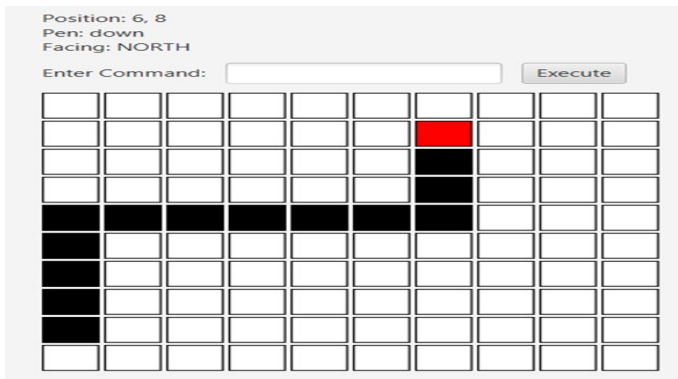 Position: 6, 8
Pen: down
Facing: NORTH
Enter Command: Execute